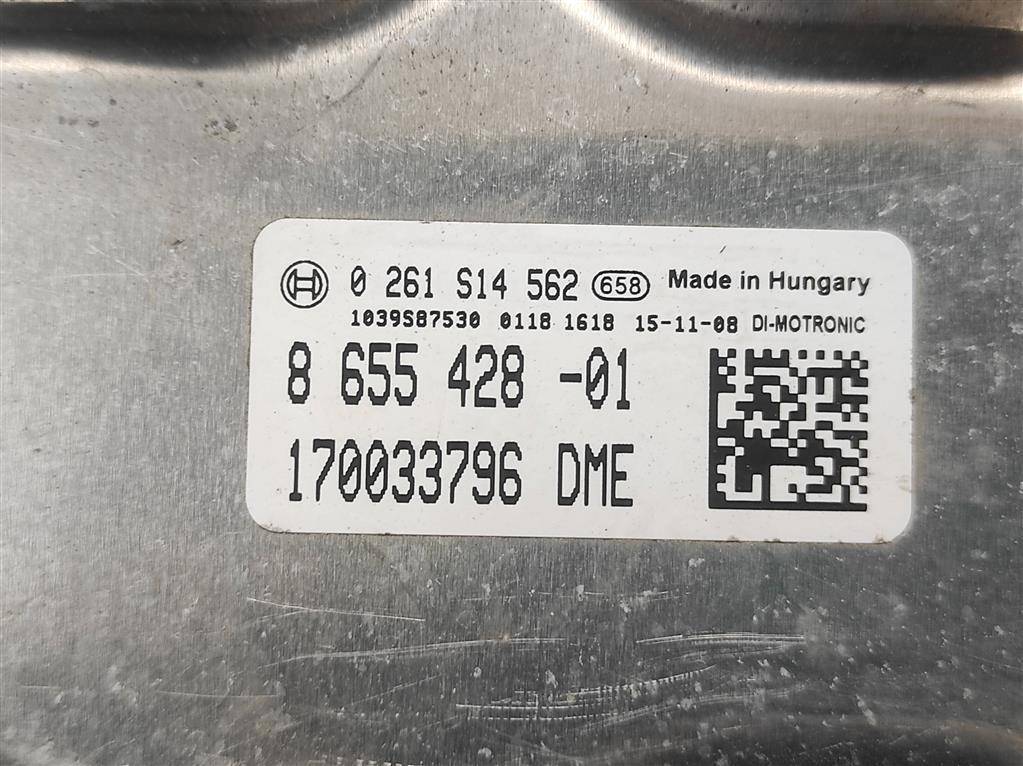 0 261 S14 562 658 Made in Hungary
1039S87530 0118 1618 15-11-08 DI-MOTRONIC
8 655 428 -01
170033796 DME